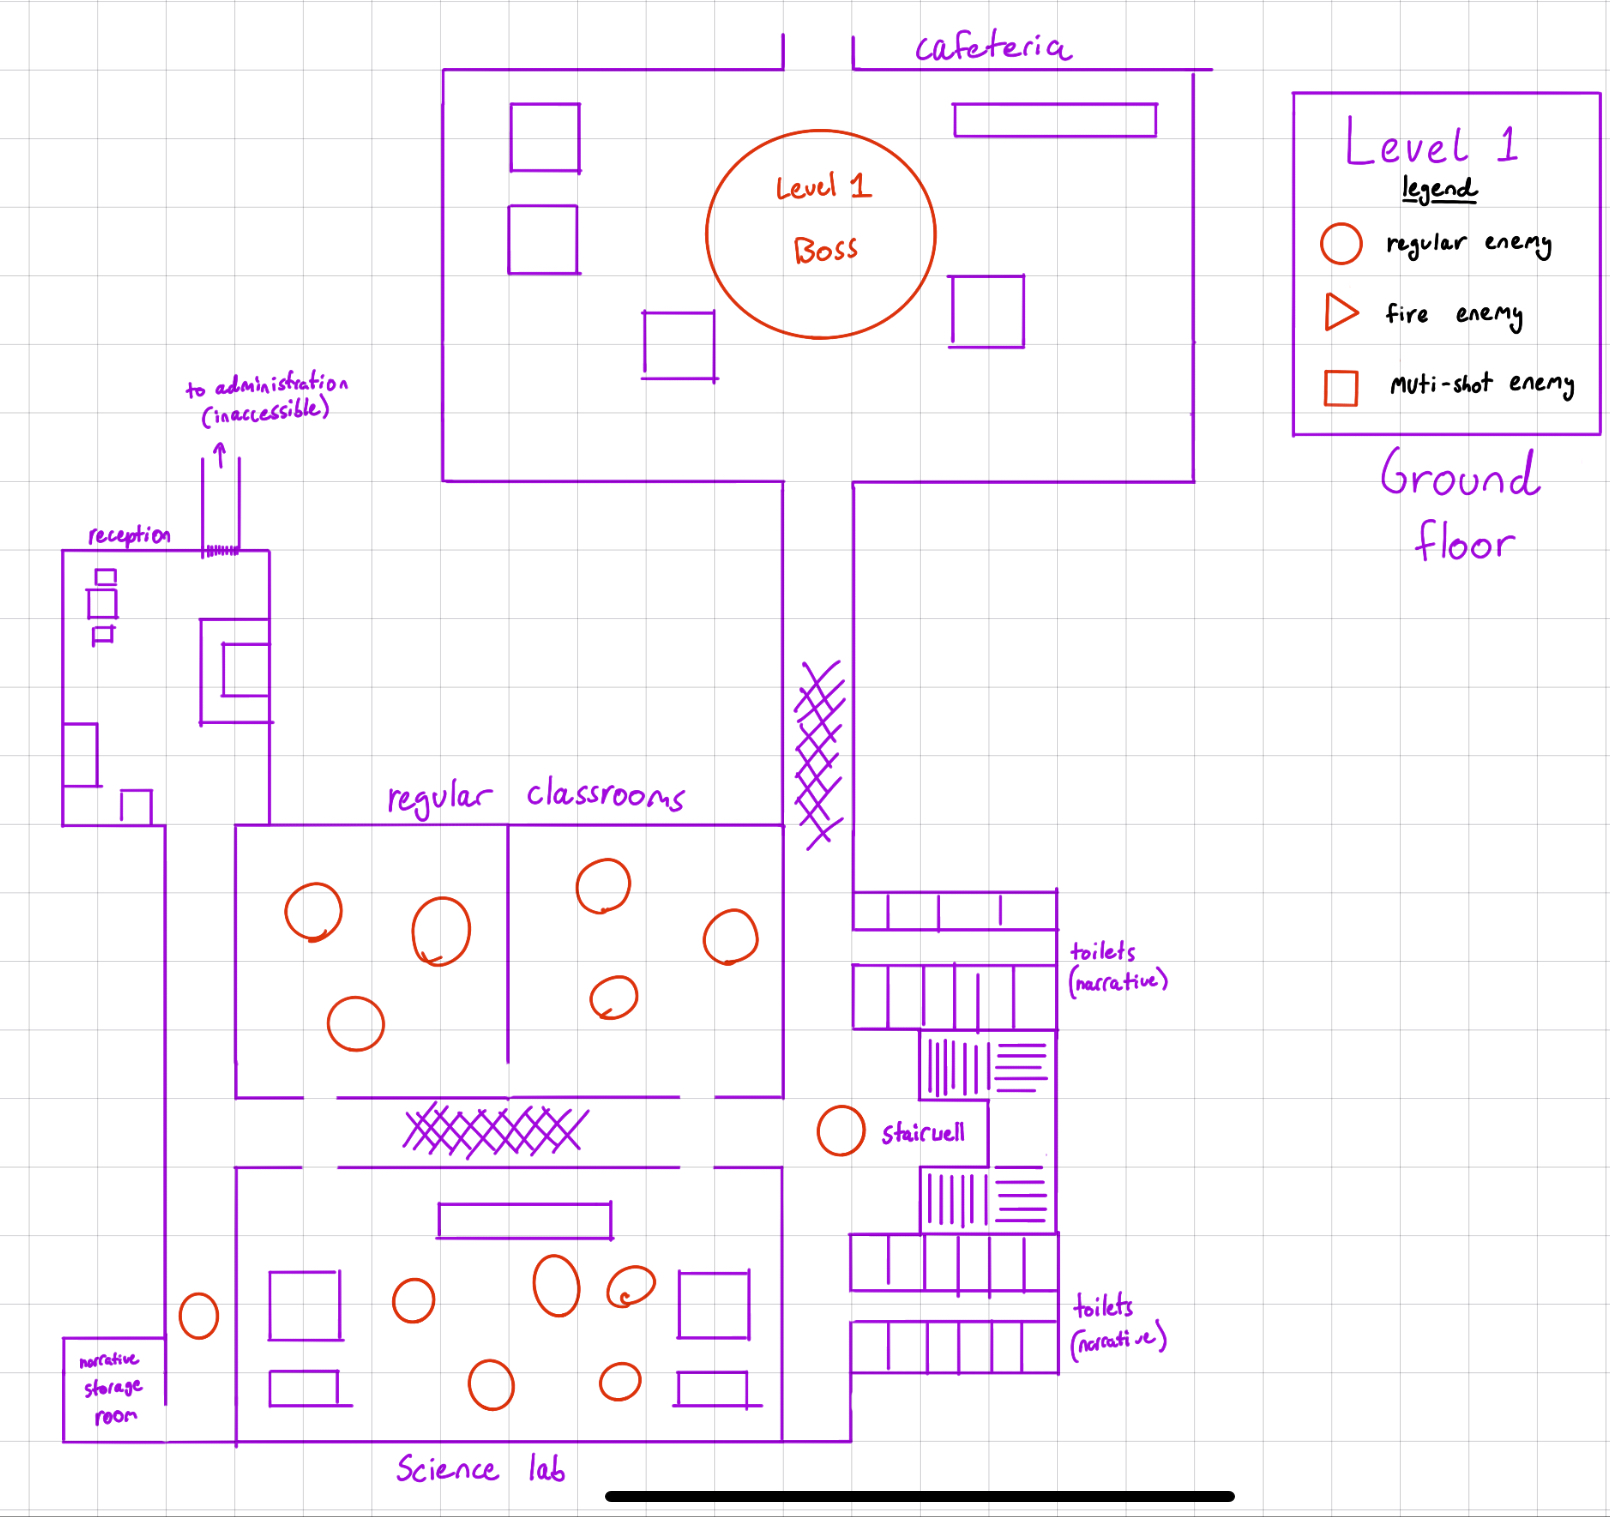 cafeteria
Level 1
Boss
Level 1
legend
regular enemy
fire enemy
muti-shot enemy
Ground
floor
to administration
(inaccessible)
reception
regular classrooms
toilets
(narrative)
stairwell
toilets
(narrative)
narrative
storage
room
Science lab